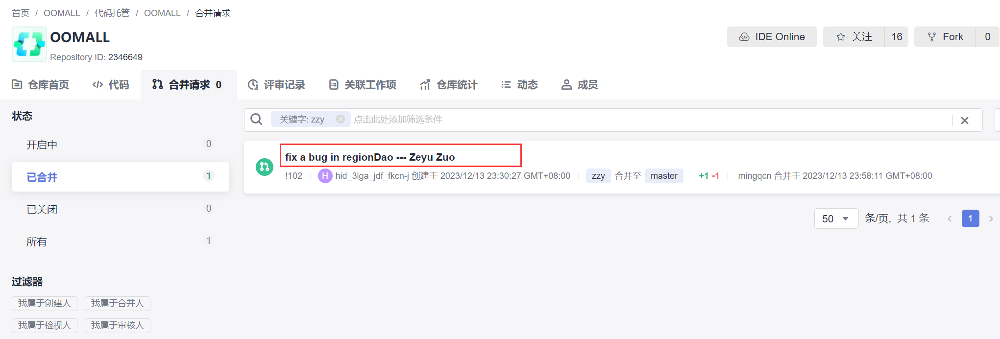 首页 / OOMALL / 代码托管 / OOMALL / 合并请求
OOMALL
Repository ID: 2346649
IDE Online
关注 16
Fork 0
仓库首页 代码 合并请求 0 评审记录 关联工作项 仓库统计 动态 成员
状态
开启中 0
已合并 1
已关闭 0
所有 1
过滤器
我属于创建人 我属于合并人
我属于检视人 我属于审核人
关键字: zzy 点击此处添加筛选条件
fix a bug in regionDao --- Zeyu Zuo
!102 H hid_3lga_jdf_fkcn-j 创建于 2023/12/13 23:30:27 GMT+08:00 zzy 合并至 master +1 -1 mingqcn 合并于 2023/12/13 23:58:11 GMT+08:00
50 条/页, 共 1 条 1